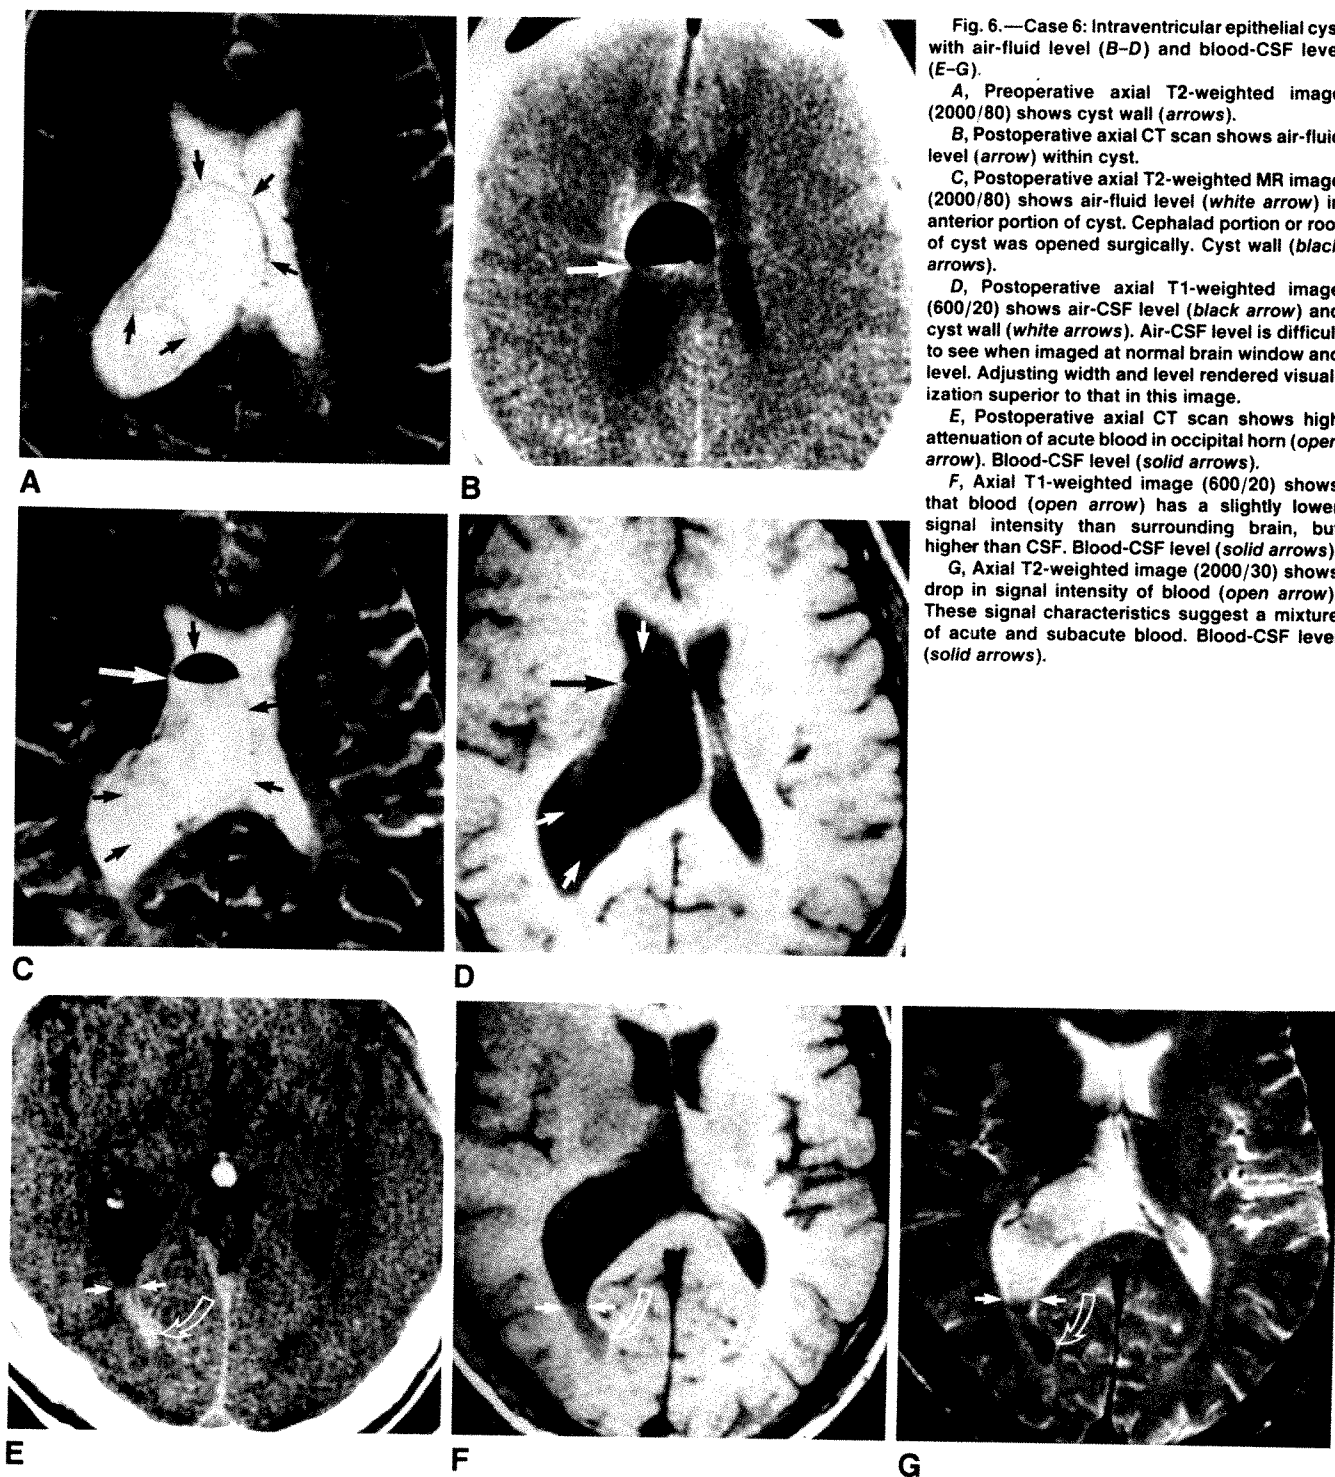 Fig. 6.—Case 6: Intraventricular epithelial cys
with air-fluid level (B–D) and blood-CSF leve
(E–G).
A, Preoperative axial T2-weighted image
(2000/80) shows cyst wall (arrows).
B, Postoperative axial CT scan shows air-fluid
level (arrow) within cyst.
C, Postoperative axial T2-weighted MR image
(2000/80) shows air-fluid level (white arrow) i
anterior portion of cyst. Cephalad portion or roo
of cyst was opened surgically. Cyst wall (black
arrows).
D, Postoperative axial T1-weighted image
(600/20) shows air-CSF level (black arrow) and
cyst wall (white arrows). Air-CSF level is difficul
to see when imaged at normal brain window and
level. Adjusting width and level rendered visual
ization superior to that in this image.
E, Postoperative axial CT scan shows high
attenuation of acute blood in occipital horn (open
arrow). Blood-CSF level (solid arrows).
F, Axial T1-weighted image (600/20) shows
that blood (open arrow) has a slightly lower
signal intensity than surrounding brain, bu
higher than CSF. Blood-CSF level (solid arrows)
G, Axial T2-weighted image (2000/30) shows
drop in signal intensity of blood (open arrow)
These signal characteristics suggest a mixture
of acute and subacute blood. Blood-CSF leve
(solid arrows).
A
B
C
D
E
F
G